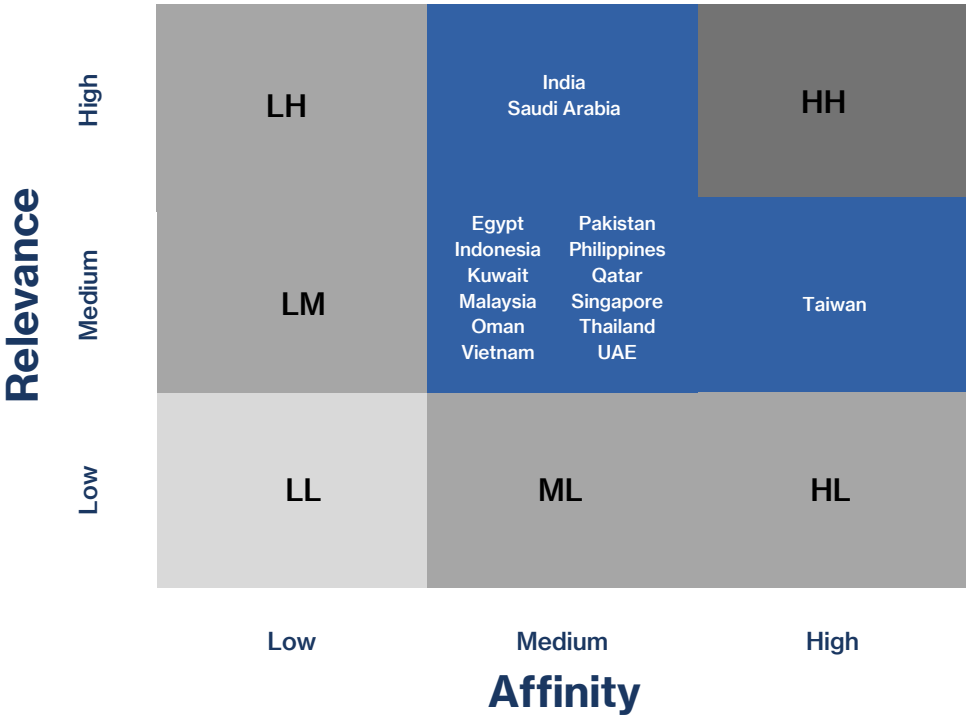 Relevance
High
Medium
Low
LH
India
Saudi Arabia
HH
LM
Egypt
Indonesia
Kuwait
Malaysia
Oman
Vietnam
Pakistan
Philippines
Qatar
Singapore
Thailand
UAE
Taiwan
LL
ML
HL
Low
Medium
High
Affinity